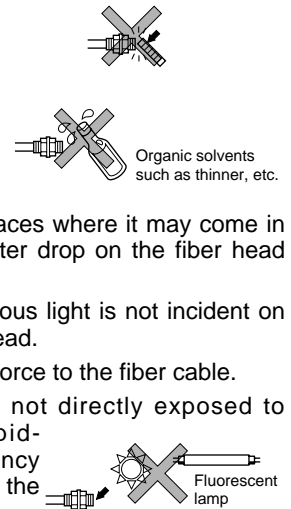 Organic solvents
such as thinner, etc.
aces where it may come in
ter drop on the fiber head
ous light is not incident on
ead.
orce to the fiber cable.
not directly exposed to
oid-
ncy
the
Fluorescent
lamp